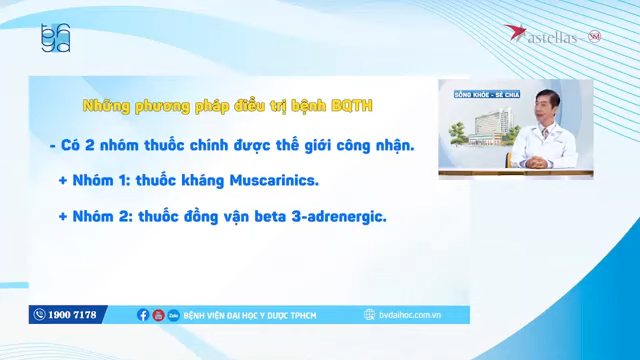 astellas
SỐNG KHỎE - SẺ CHIA
Những phương pháp điều trị bệnh BQTH
- Có 2 nhóm thuốc chính được thế giới công nhận.
+ Nhóm 1: thuốc kháng Muscarinics.
+ Nhóm 2: thuốc đồng vận beta 3-adrenergic.
1900 7178
Zalo
BỆNH VIỆN ĐẠI HỌC Y DƯỢC TPHCM
bvdaihoc.com.vn